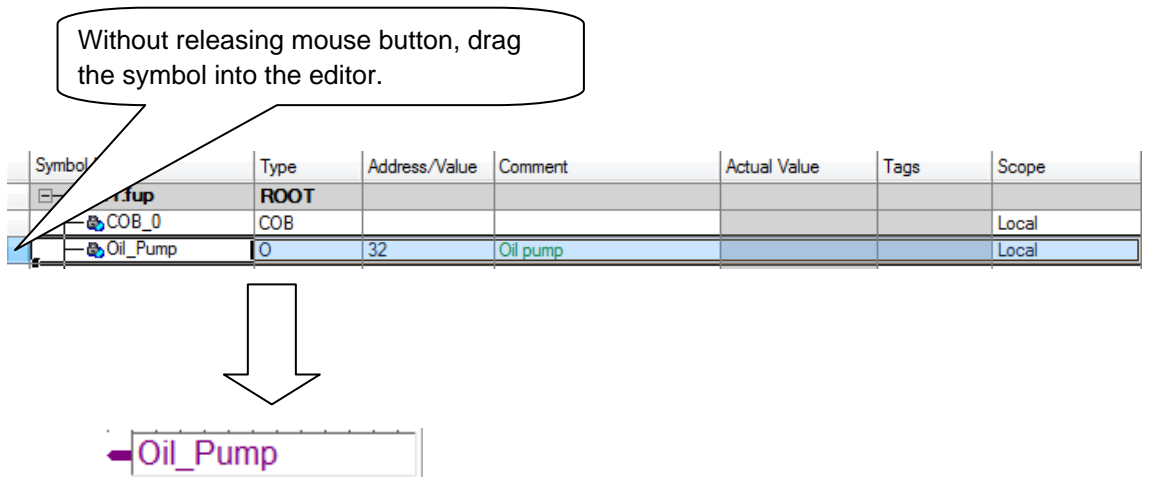 Without releasing mouse button, drag
the symbol into the editor.
Symbol Type Address/Value Comment Actual Value Tags Scope
.fup ROOT
COB_0 COB Local
Oil_Pump O 32 Oil pump Local
Oil_Pump